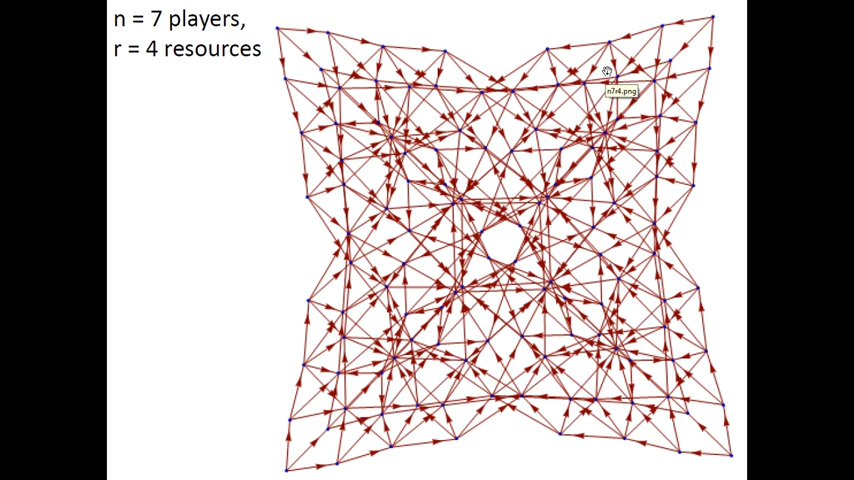 n = 7 players,
r = 4 resources
n7r4.png